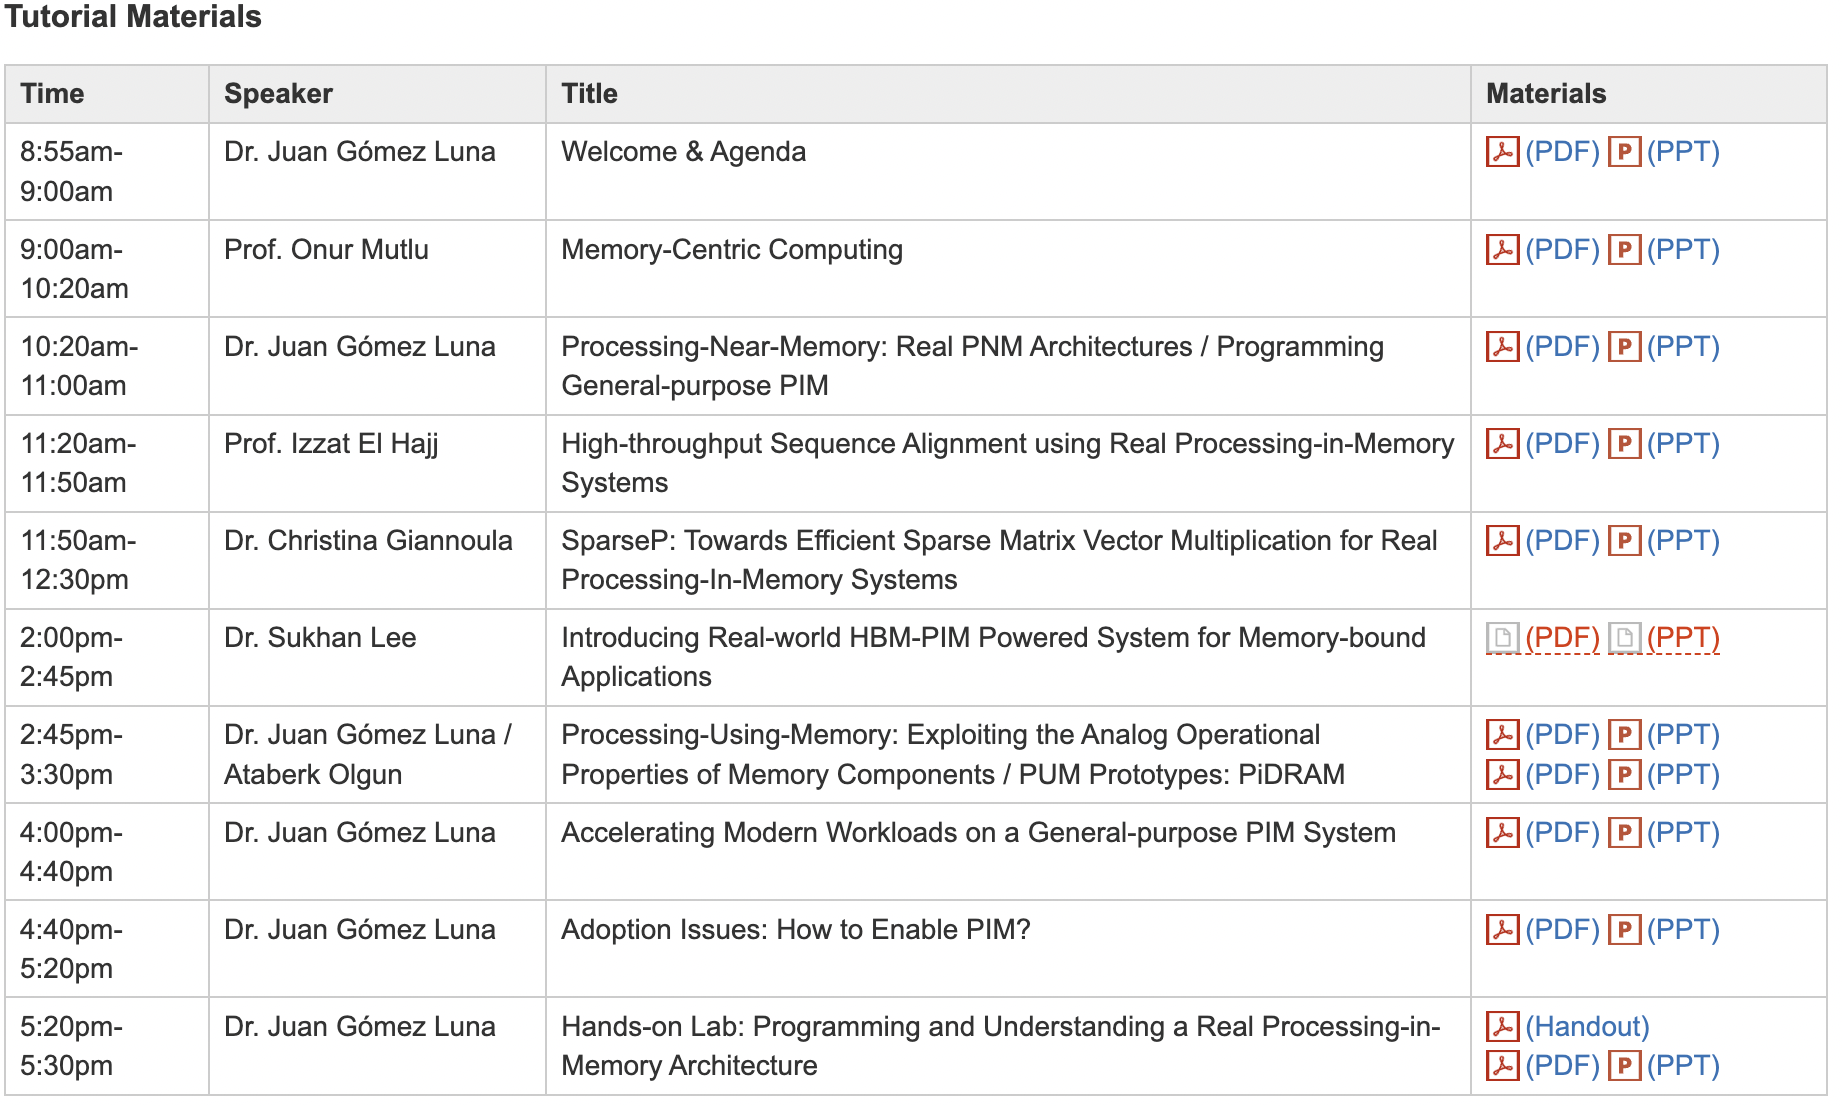 Tutorial Materials
Time Speaker Title Materials
8:55am- Dr. Juan Gómez Luna Welcome & Agenda (PDF) P (PPT)
9:00am
9:00am- Prof. Onur Mutlu Memory-Centric Computing (PDF) P (PPT)
10:20am
10:20am- Dr. Juan Gómez Luna Processing-Near-Memory: Real PNM Architectures / Programming (PDF) P (PPT)
11:00am General-purpose PIM
11:20am- Prof. Izzat El Hajj High-throughput Sequence Alignment using Real Processing-in-Memory (PDF) P (PPT)
11:50am Systems
11:50am- Dr. Christina Giannoula SparseP: Towards Efficient Sparse Matrix Vector Multiplication for Real (PDF) P (PPT)
12:30pm Processing-In-Memory Systems
2:00pm- Dr. Sukhan Lee Introducing Real-world HBM-PIM Powered System for Memory-bound (PDF) (PPT)
2:45pm Applications
2:45pm- Dr. Juan Gómez Luna / Processing-Using-Memory: Exploiting the Analog Operational (PDF) P (PPT)
3:30pm Ataberk Olgun Properties of Memory Components / PUM Prototypes: PiDRAM (PDF) P (PPT)
4:00pm- Dr. Juan Gómez Luna Accelerating Modern Workloads on a General-purpose PIM System (PDF) P (PPT)
4:40pm
4:40pm- Dr. Juan Gómez Luna Adoption Issues: How to Enable PIM? (PDF) P (PPT)
5:20pm
5:20pm- Dr. Juan Gómez Luna Hands-on Lab: Programming and Understanding a Real Processing-in- (Handout)
5:30pm Memory Architecture (PDF) P (PPT)